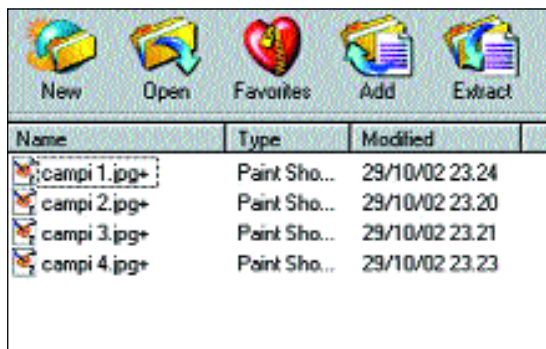 New Open Favorites Add Extract
Name Type Modified
campi 1.jpg+ Paint Sho... 29/10/02 23.24
campi 2.jpg+ Paint Sho... 29/10/02 23.20
campi 3.jpg+ Paint Sho... 29/10/02 23.21
campi 4.jpg+ Paint Sho... 29/10/02 23.23